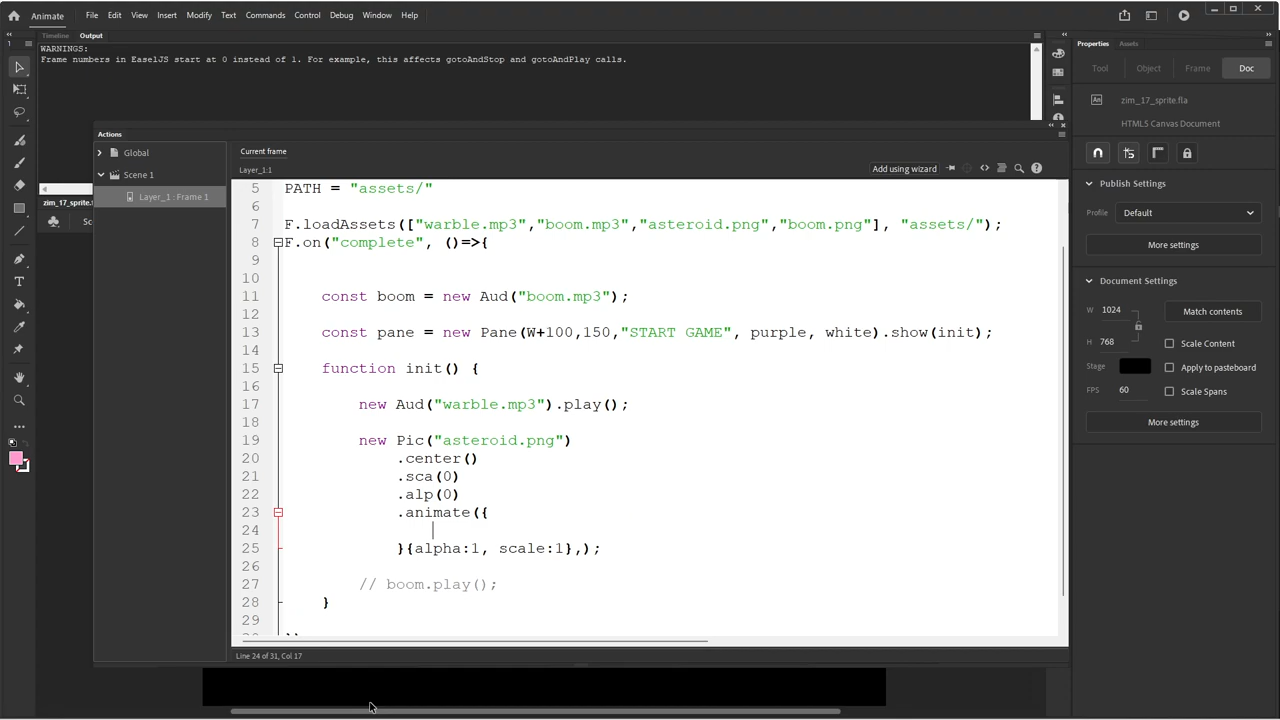 Animate File Edit View Insert Modify Text Commands Control Debug Window Help
Timeline Output
WARNINGS:
Frame numbers in EaselJS start at 0 instead of 1. For example, this affects gotoAndStop and gotoAndPlay calls.
1
zim_17_sprite.f
Sc
Actions
Global
Scene 1
Layer_1 : Frame 1
Current frame
Layer_1:1
Add using wizard
5 PATH = "assets/"
6
7 F.loadAssets(["warble.mp3","boom.mp3","asteroid.png","boom.png"], "assets/");
8 F.on("complete", ()=>{
9
10
11 const boom = new Aud("boom.mp3");
12
13 const pane = new Pane(W+100,150,"START GAME", purple, white).show(init);
14
15 function init() {
16
17 new Aud("warble.mp3").play();
18
19 new Pic("asteroid.png")
20 .center()
21 .sca(0)
22 .alp(0)
23 .animate({
24
25 }{alpha:1, scale:1},);
26
27 // boom.play();
28 }
29
Line 24 of 31, Col 17
Properties Assets
Tool Object Frame Doc
An zim_17_sprite.fla
HTML5 Canvas Document
Publish Settings
Profile Default
More settings
Document Settings
W 1024 Match contents
H 768 Scale Content
Stage Apply to pasteboard
FPS 60 Scale Spans
More settings